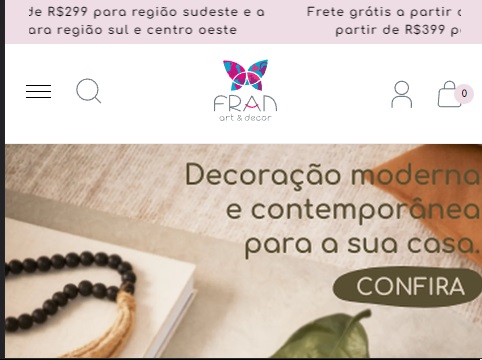 de R$299 para região sudeste e a
ara região sul e centro oeste
Frete grátis a partir
partir de R$399
0
FRAN
art & decor
Decoração moderna
e contemporânea
para a sua casa.
CONFIRA